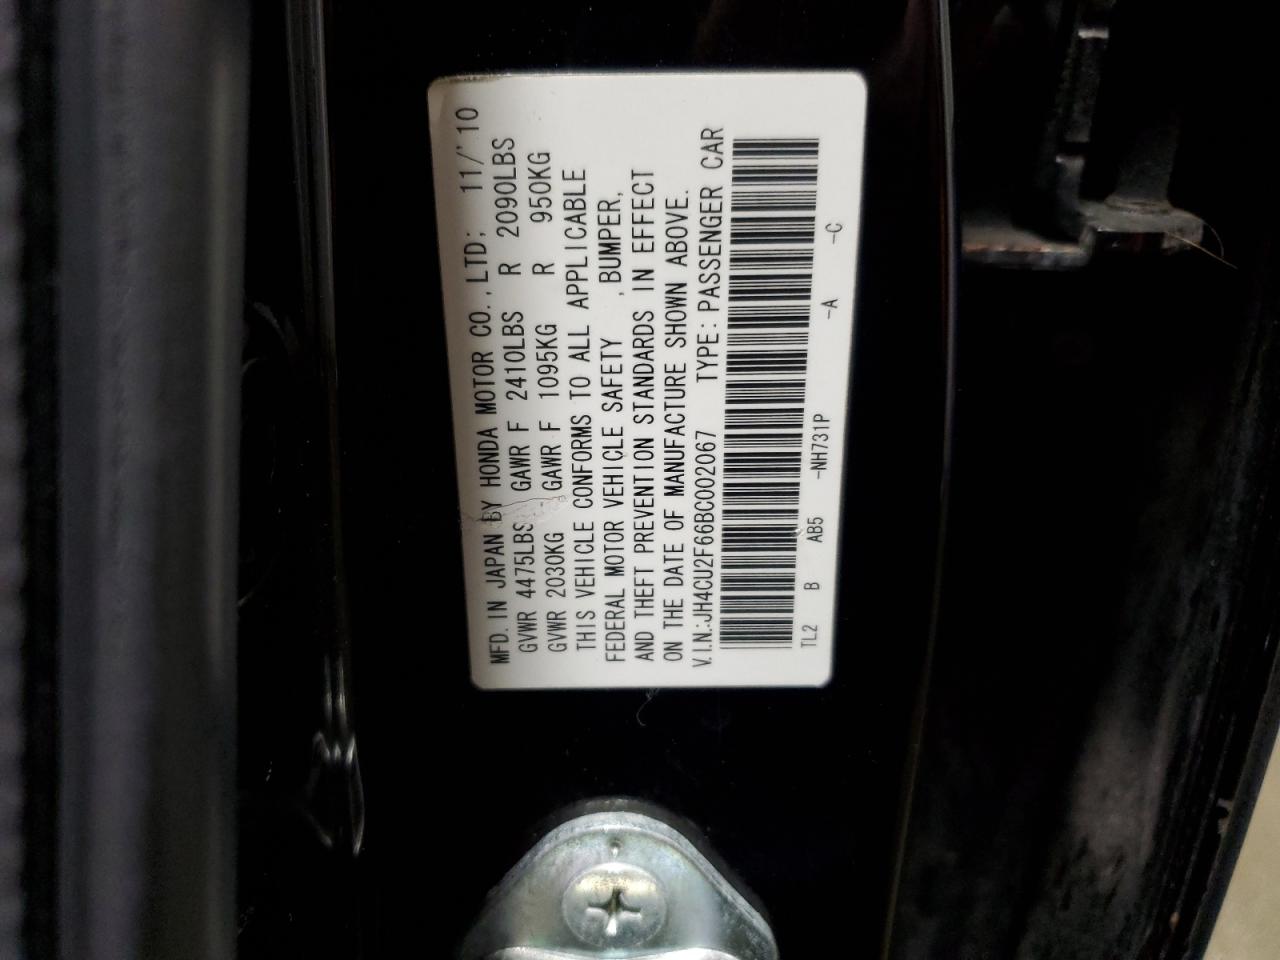 MFD. IN JAPAN BY HONDA MOTOR CO., LTD; 11/'10
GVWR 4475LBS GAWR F 2410LBS R 2090LBS
GVWR 2030KG GAWR F 1095KG R 950KG
THIS VEHICLE CONFORMS TO ALL APPLICABLE
FEDERAL MOTOR VEHICLE SAFETY , BUMPER,
AND THEFT PREVENTION STANDARDS IN EFFECT
ON THE DATE OF MANUFACTURE SHOWN ABOVE.
V.I.N.:JH4CU2F66BC002067 TYPE: PASSENGER CAR
TL2 B AB5 -NH731P -A -C